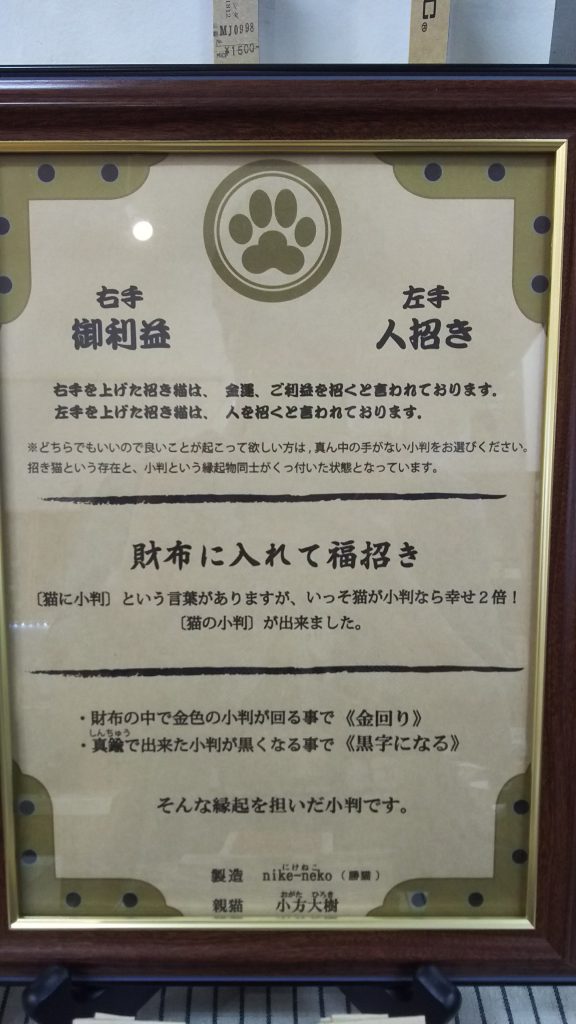 MJ0998
¥1500-
右手
御利益
左手
人招き
右手を上げた招き猫は、 金運、ご利益を招くと言われております。
左手を上げた招き猫は、 人を招くと言われております。
※どちらでもいいので良いことが起こって欲しい方は,真ん中の手がない小判をお選びください。
招き猫という存在と、小判という縁起物同士がくっ付いた状態となっています。
財布に入れて福招き
〔猫に小判〕という言葉がありますが、いっそ猫が小判なら幸せ2倍！
〔猫の小判〕が出来ました。
・財布の中で金色の小判が回る事で《金回り》
しんちゅう
・真鍮で出来た小判が黒くなる事で《黒字になる》
そんな縁起を担いだ小判です。
にけねこ
製造 nike-neko（勝猫）
おがた ひろき
親猫 小方大樹